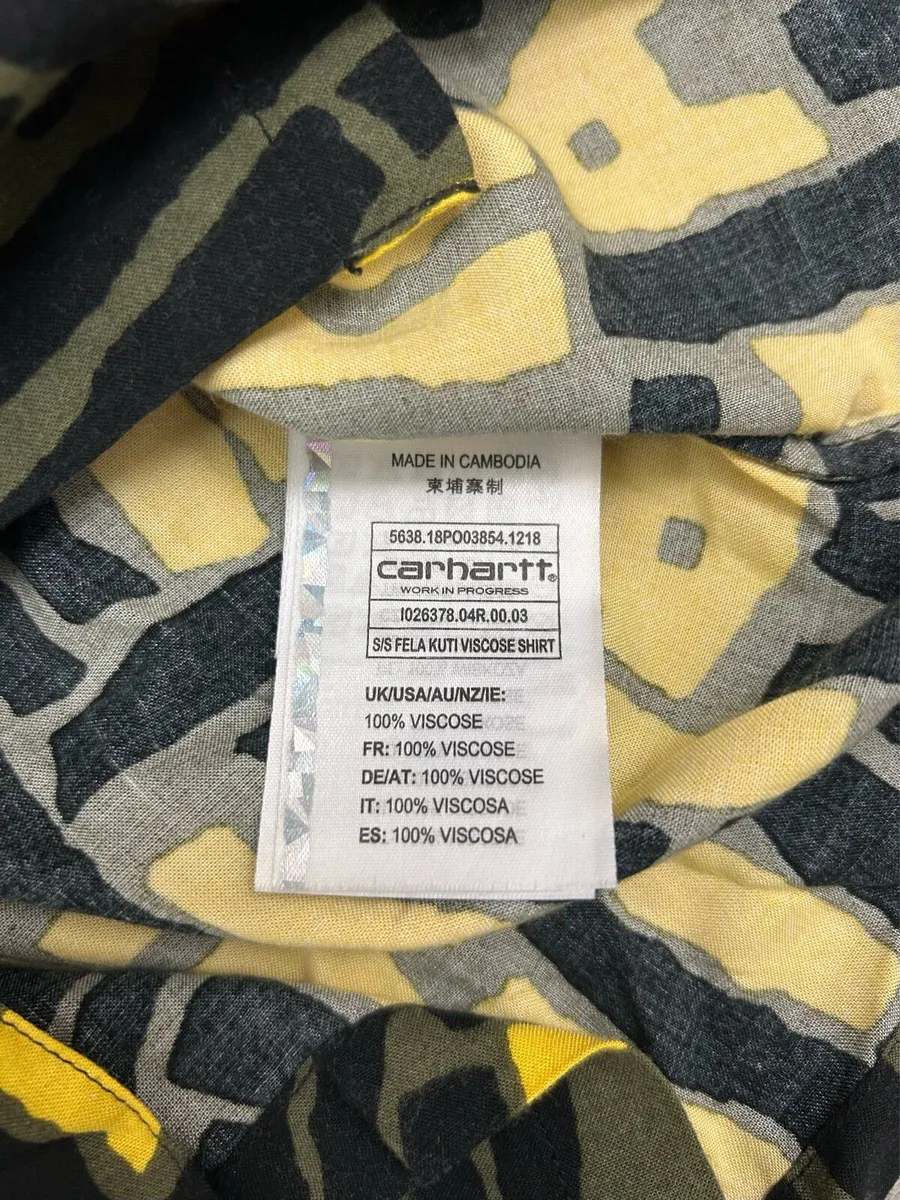 MADE IN CAMBODIA
柬埔寨制
5638.18PO03854.1218
carhartt®
WORK IN PROGRESS
I026378.04R.00.03
S/S FELA KUTI VISCOSE SHIRT
UK/USA/AU/NZ/IE:
100% VISCOSE
FR: 100% VISCOSE
DE/AT: 100% VISCOSE
IT: 100% VISCOSA
ES: 100% VISCOSA